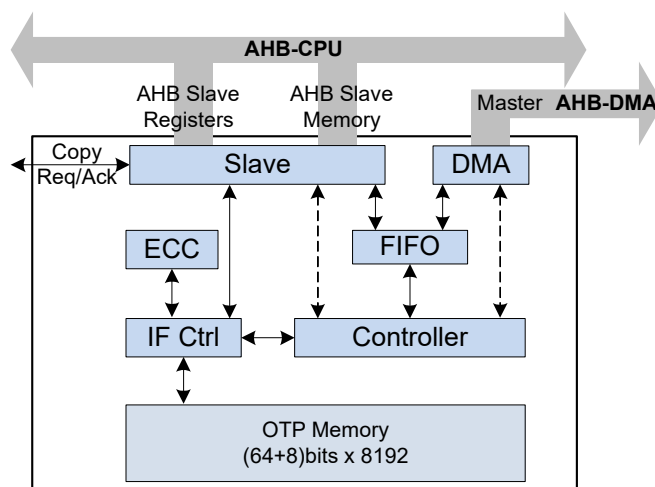 AHB-CPU
AHB Slave
Registers
AHB Slave
Memory
Master AHB-DMA
Copy
Req/Ack
Slave
DMA
ECC
FIFO
IF Ctrl
Controller
OTP Memory
(64+8)bits x 8192